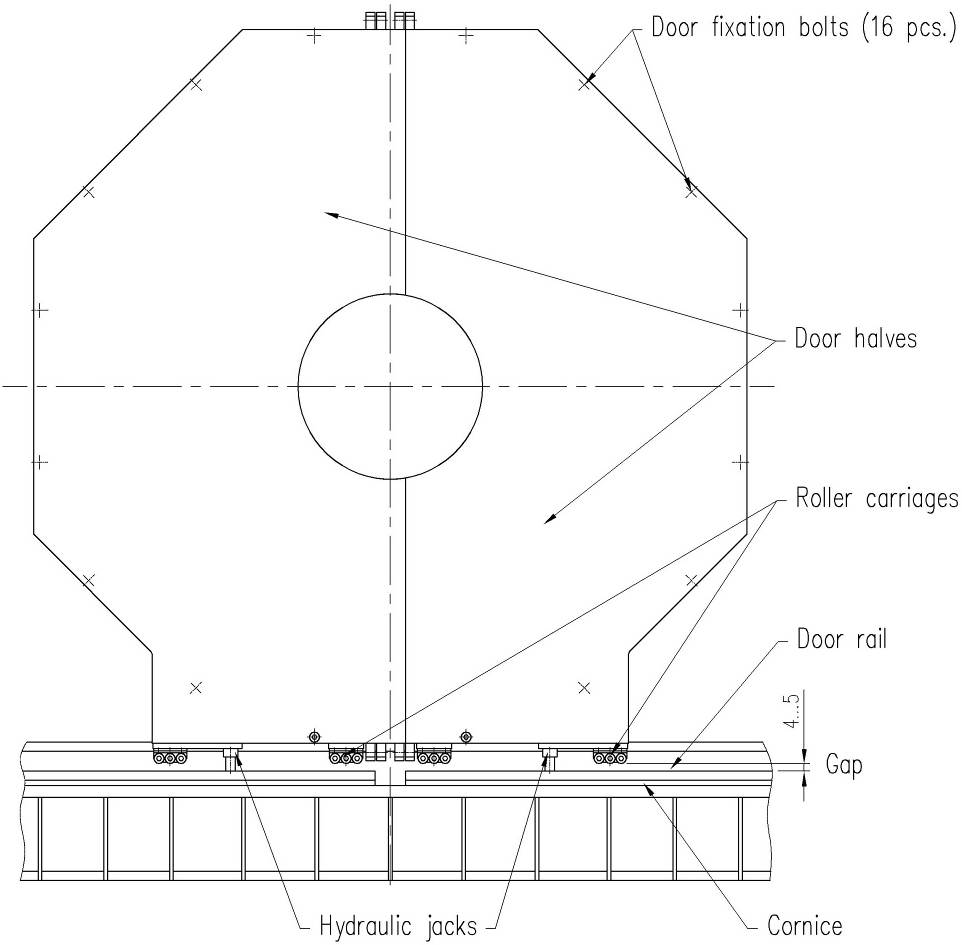 Door fixation bolts (16 pcs.)
Door halves
Roller carriages
Door rail
4...5
Gap
Hydraulic jacks
Cornice